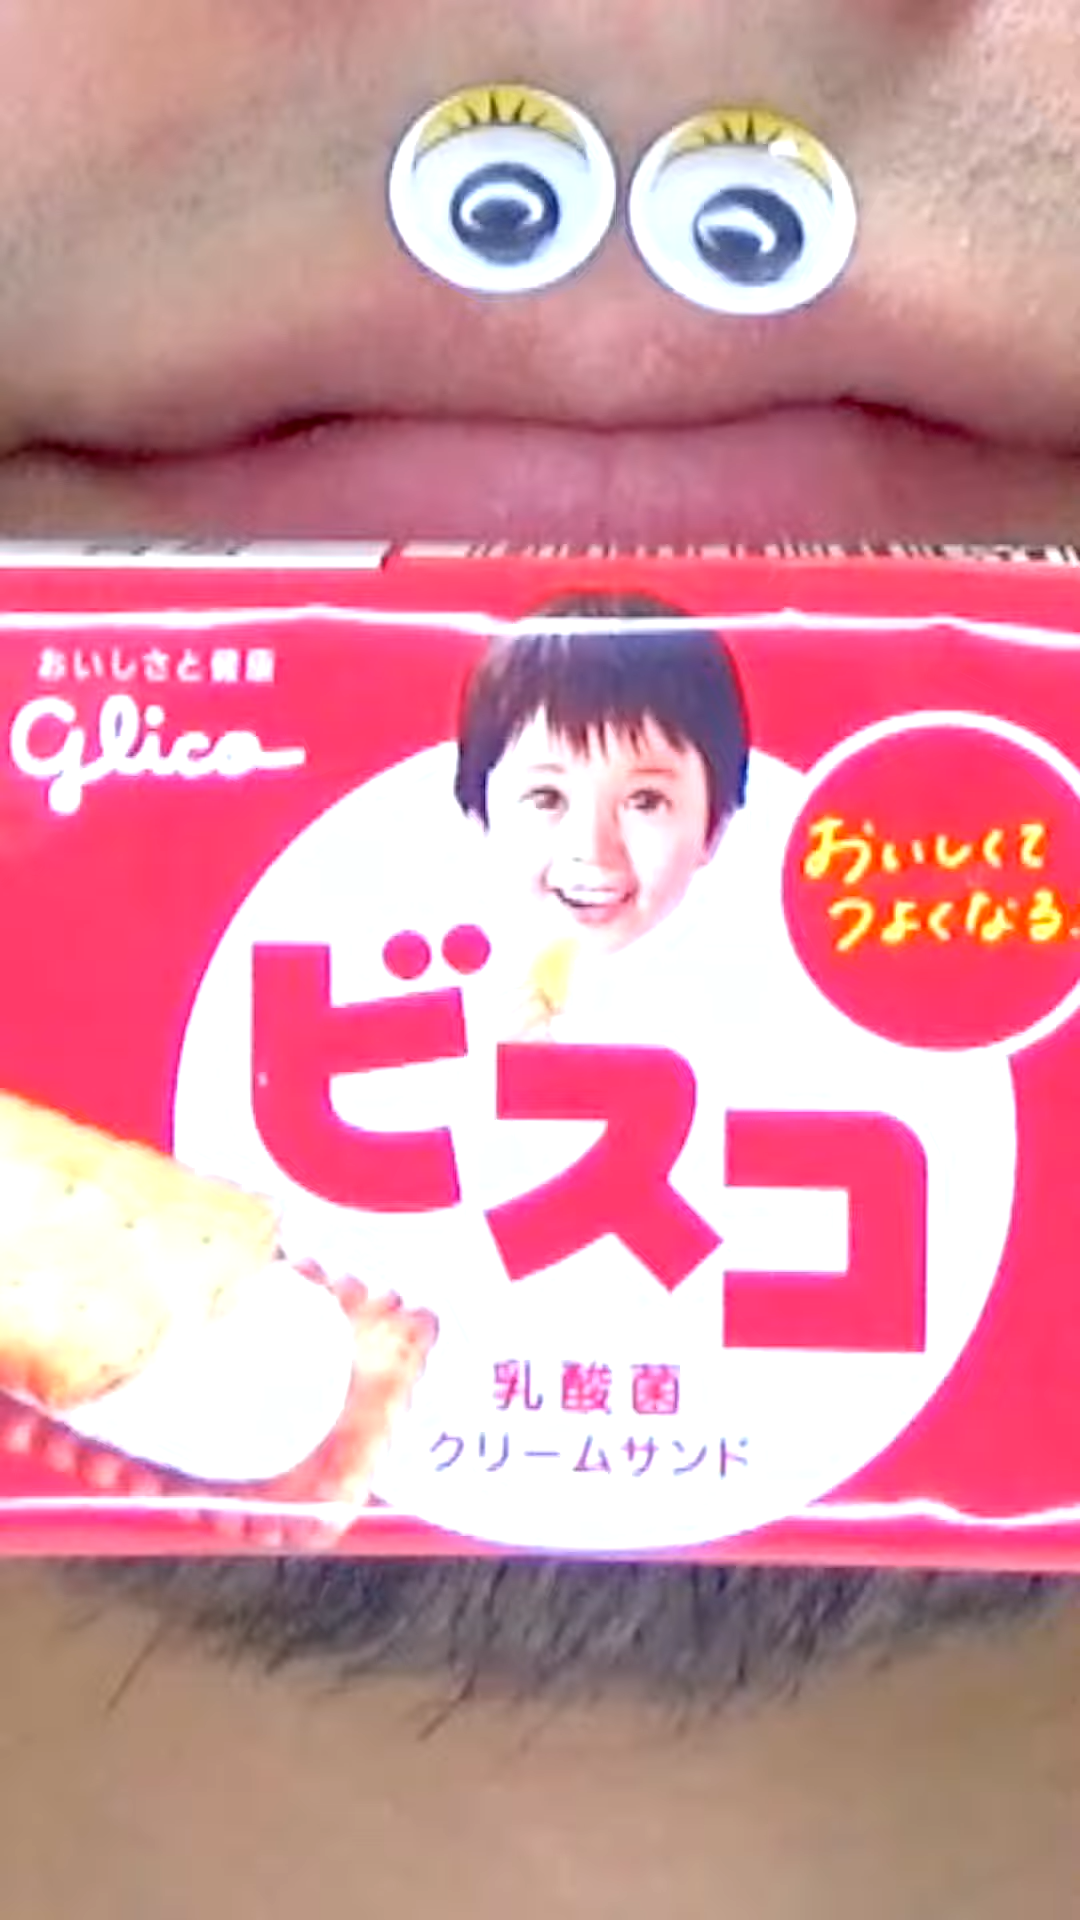 おいしさと健康
glico
おいしくて
つよくなる。
ビスコ
乳酸菌
クリームサンド